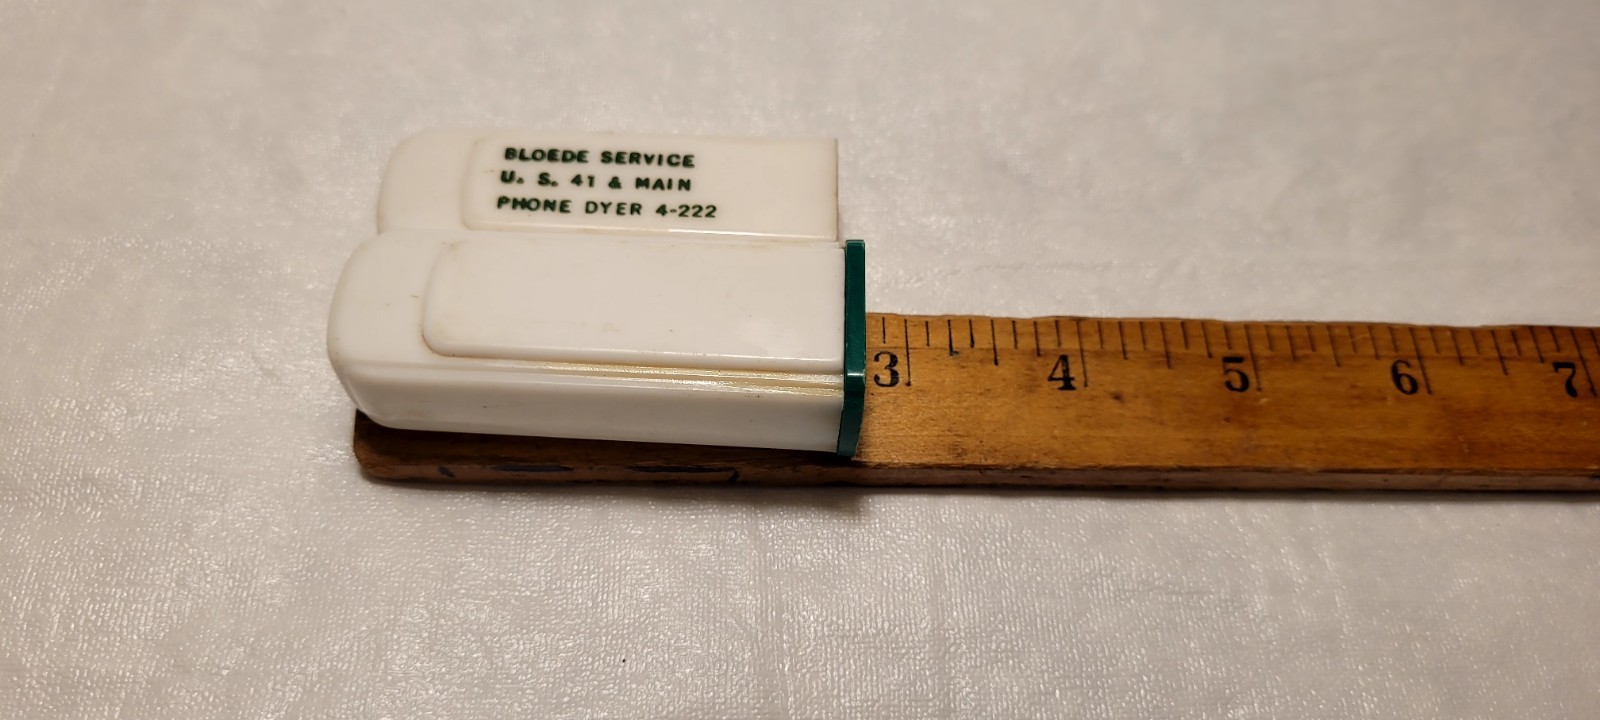 BLOEDE SERVICE
U. S. 41 & MAIN
PHONE DYER 4-222
3 4 5 6 7